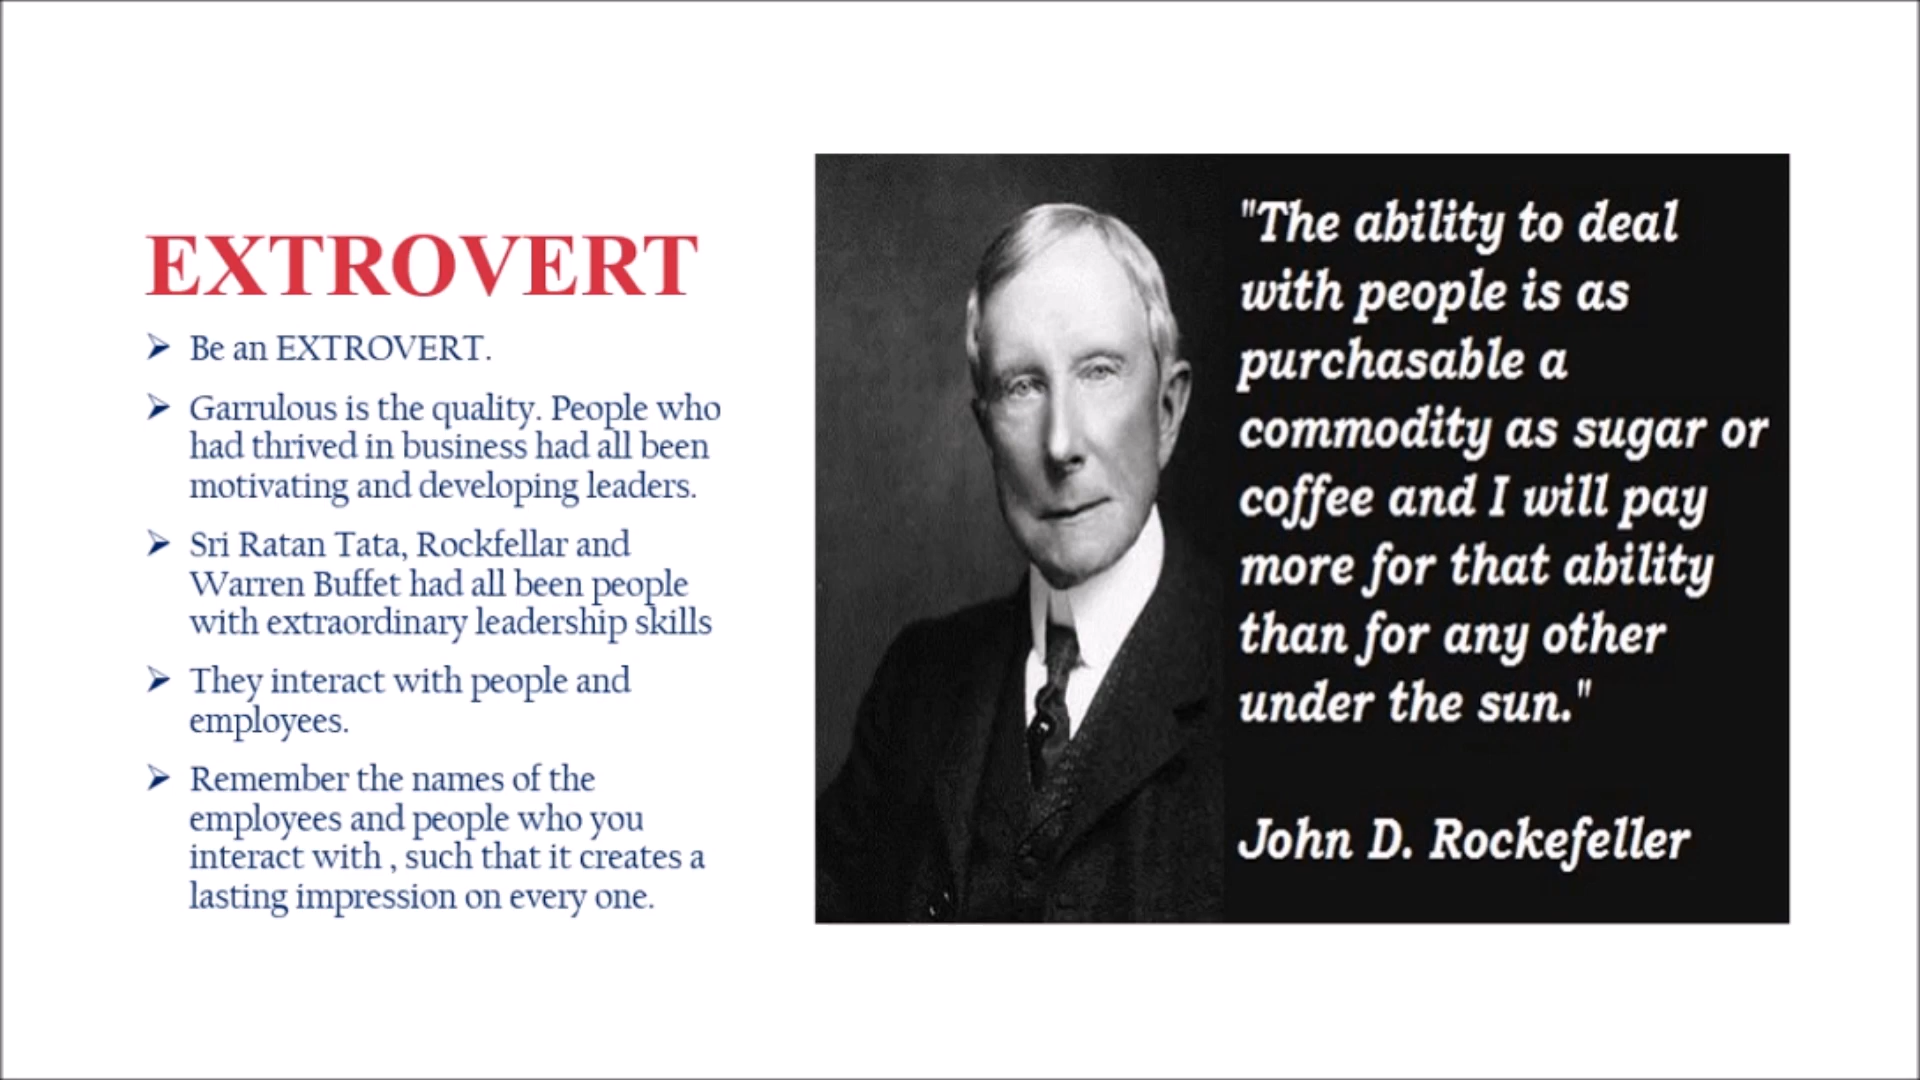 EXTROVERT
Be an EXTROVERT.
Garrulous is the quality. People who
had thrived in business had all been
motivating and developing leaders.
Sri Ratan Tata, Rockfellar and
Warren Buffet had all been people
with extraordinary leadership skills
They interact with people and
employees.
Remember the names of the
employees and people who you
interact with , such that it creates a
lasting impression on every one.
"The ability to deal
with people is as
purchasable a
commodity as sugar or
coffee and I will pay
more for that ability
than for any other
under the sun."
John D. Rockefeller